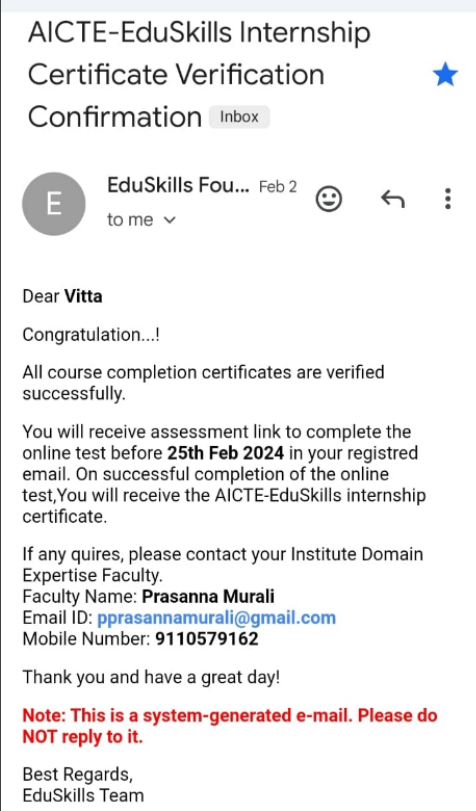 AICTE-EduSkills Internship
Certificate Verification
Confirmation Inbox
E
EduSkills Fou... Feb 2
to me
Dear Vitta
Congratulation...!
All course completion certificates are verified
successfully.
You will receive assessment link to complete the
online test before 25th Feb 2024 in your registred
email. On successful completion of the online
test,You will receive the AICTE-EduSkills internship
certificate.
If any quires, please contact your Institute Domain
Expertise Faculty.
Faculty Name: Prasanna Murali
Email ID: pprasannamurali@gmail.com
Mobile Number: 9110579162
Thank you and have a great day!
Note: This is a system-generated e-mail. Please do
NOT reply to it.
Best Regards,
EduSkills Team